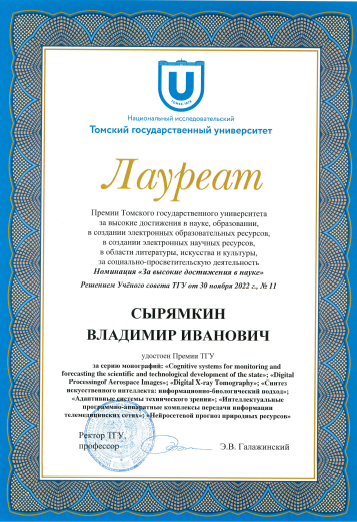 U
ТОМСК • 1878
Национальный исследовательский
Томский государственный университет
Лауреат
Премии Томского государственного университета
за высокие достижения в науке, образовании,
в создании электронных образовательных ресурсов,
в создании электронных научных ресурсов,
в области литературы, искусства и культуры,
за социально-просветительскую деятельность
Номинация «За высокие достижения в науке»
Решением Учёного совета ТГУ от 30 ноября 2022 г., № 11
СЫРЯМКИН
ВЛАДИМИР ИВАНОВИЧ
удостоен Премии ТГУ
за серию монографий: «Cognitive systems for monitoring and
forecasting the scientific and technological development of the state»; «Digital
Processingof Aerospace Images»; «Digital X-ray Tomography»; «Синтез
искусственного интеллекта: информационно-биологический подход»;
«Адаптивные системы технического зрения»; «Интеллектуальные
программно-аппаратные комплексы передачи информации
телемедицинских сетях»; «Нейросетевой прогноз природных ресурсов»
Ректор ТГУ,
профессор
Э.В. Галажинский